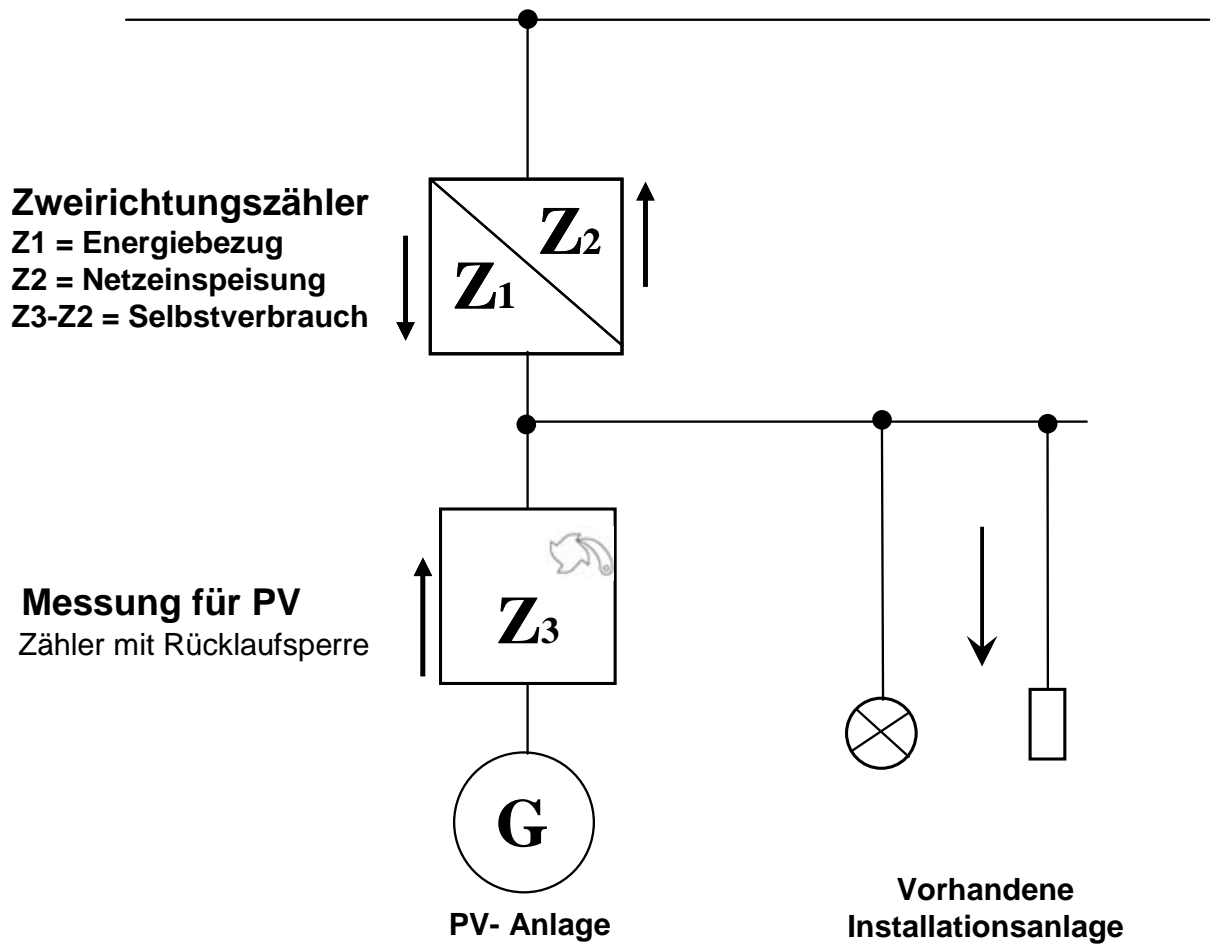 Zweirichtungszähler
Z1 = Energiebezug
Z2 = Netzeinspeisung
Z3-Z2 = Selbstverbrauch
Z2
Z1
Messung für PV
Zähler mit Rücklaufsperre
Z3
G
PV- Anlage
Vorhandene
Installationsanlage